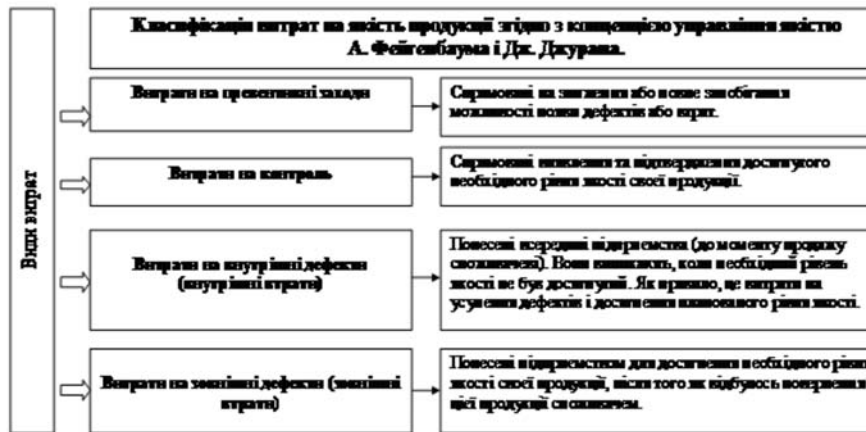 Класифікація витрат на якість продукції згідно з концепцією управління якістю
А. Фейгенбаума і Дж. Джурана.
Види витрат
Витрати на превентивні заходи
Спрямовані на зниження або повне запобігання
можливості появи дефектів або втрат.
Витрати на контроль
Спрямовані виявлення та підтвердження досягнутого
необхідного рівня якості своєї продукції.
Витрати на внутрішні дефекти
(внутрішні втрати)
Понесені всередині підприємства (до моменту продажу
споживачеві). Вони виникають, коли необхідний рівень
якості не був досягнутий. Як правило, це витрати на
усунення дефектів і досягнення планованого рівня якості.
Витрати на зовнішні дефекти (зовнішні
втрати)
Понесені підприємством для досягнення необхідного рівня
якості своєї продукції, після того як відбулось повернення
цієї продукції споживачем.